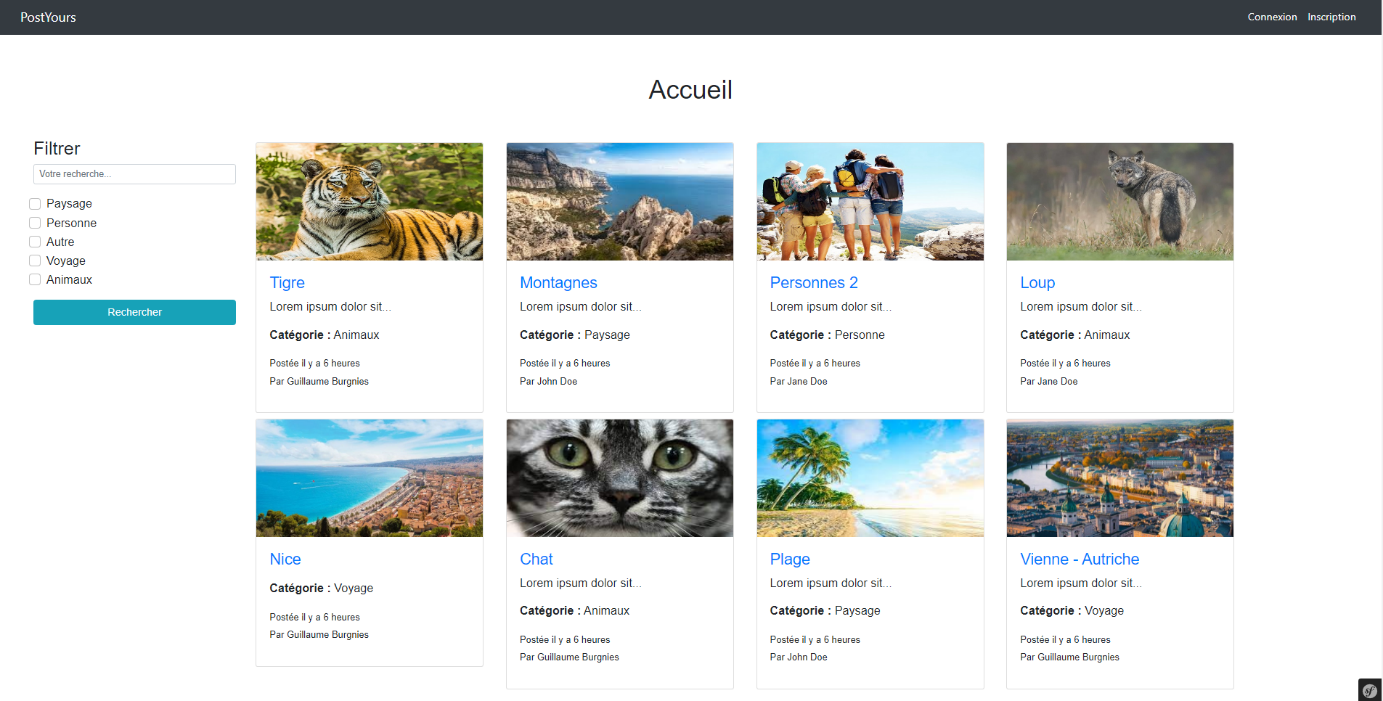 PostYours
Connexion Inscription
Accueil
Filtrer
Votre recherche...
Paysage
Personne
Autre
Voyage
Animaux
Rechercher
Tigre
Lorem ipsum dolor sit...
Catégorie : Animaux
Postée il y a 6 heures
Par Guillaume Burgnies
Montagnes
Lorem ipsum dolor sit...
Catégorie : Paysage
Postée il y a 6 heures
Par John Doe
Personnes 2
Lorem ipsum dolor sit...
Catégorie : Personne
Postée il y a 6 heures
Par Jane Doe
Loup
Lorem ipsum dolor sit...
Catégorie : Animaux
Postée il y a 6 heures
Par Jane Doe
Nice
Catégorie : Voyage
Postée il y a 6 heures
Par Guillaume Burgnies
Chat
Lorem ipsum dolor sit...
Catégorie : Animaux
Postée il y a 6 heures
Par Guillaume Burgnies
Plage
Lorem ipsum dolor sit...
Catégorie : Paysage
Postée il y a 6 heures
Par John Doe
Vienne - Autriche
Lorem ipsum dolor sit...
Catégorie : Voyage
Postée il y a 6 heures
Par Guillaume Burgnies
sf